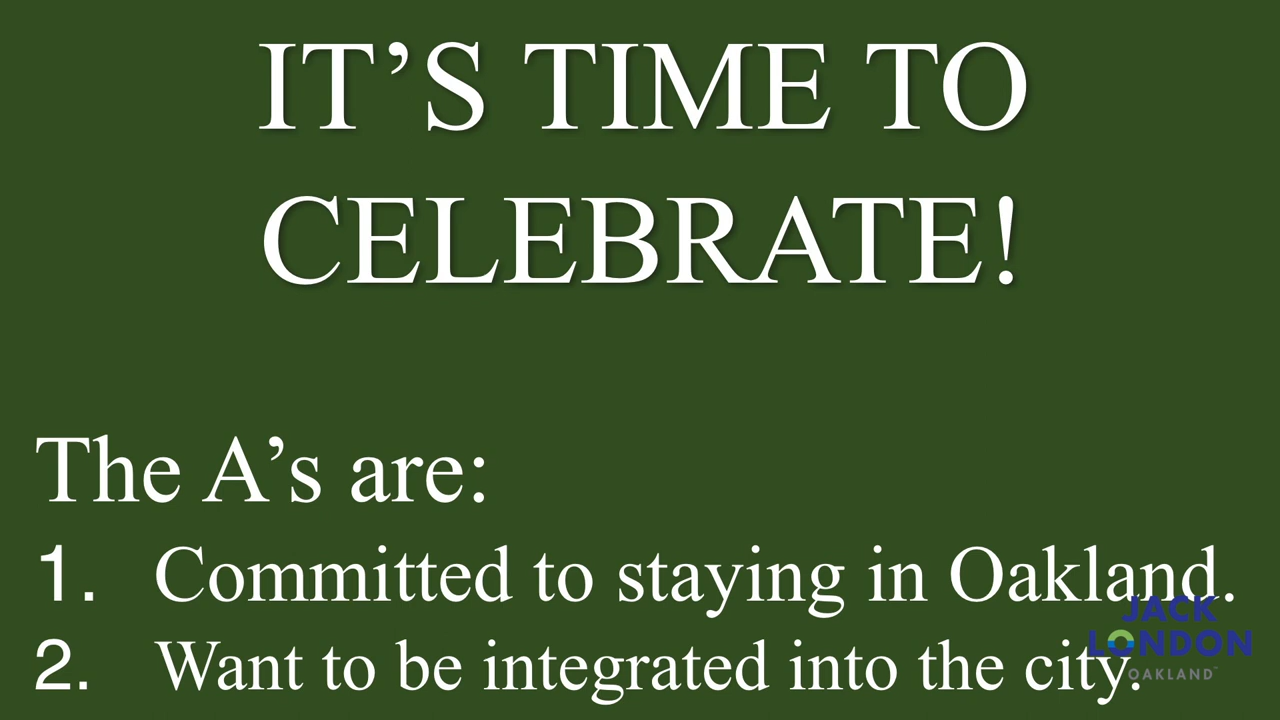 IT’S TIME TO
CELEBRATE!
The A’s are:
1. Committed to staying in Oakland.
2. Want to be integrated into the city.
JACK
LONDON
OAKLAND™